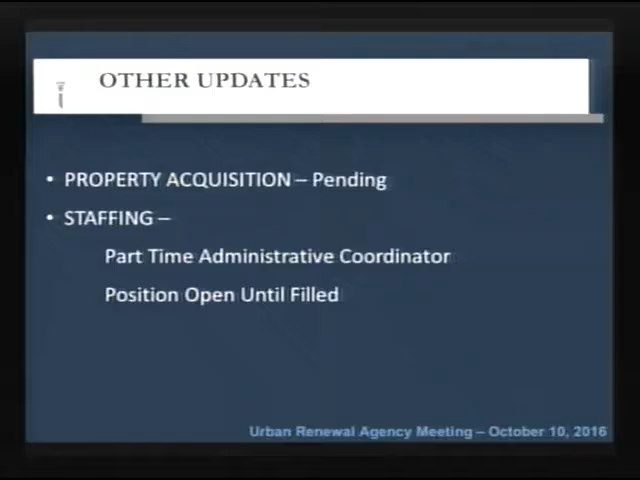 OTHER UPDATES
• PROPERTY ACQUISITION – Pending
• STAFFING –
Part Time Administrative Coordinator
Position Open Until Filled
Urban Renewal Agency Meeting – October 10, 2016